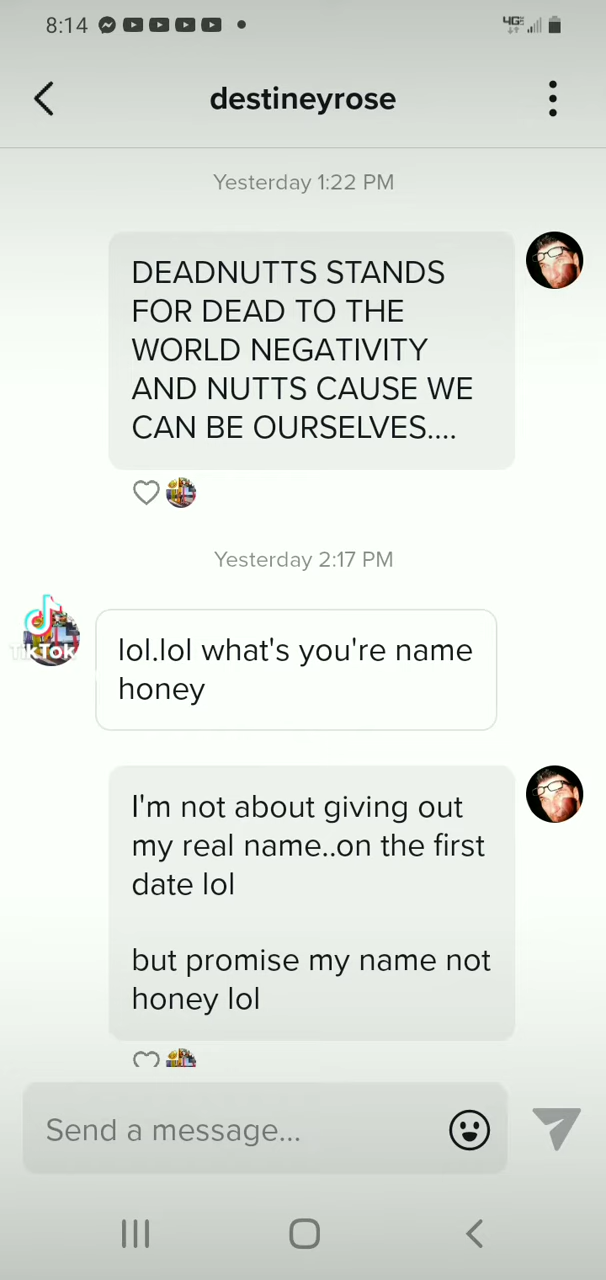 8:14
4GE
destineyrose
Yesterday 1:22 PM
DEADNUTTS STANDS
FOR DEAD TO THE
WORLD NEGATIVITY
AND NUTTS CAUSE WE
CAN BE OURSELVES....
Yesterday 2:17 PM
TikTok
lol.lol what's you're name
honey
I'm not about giving out
my real name..on the first
date lol
but promise my name not
honey lol
Send a message...